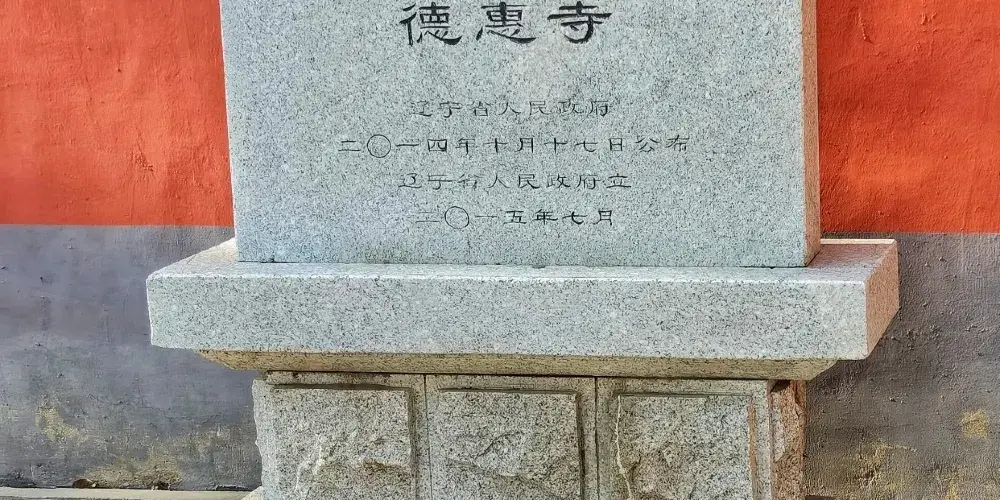 德惠寺
辽宁省人民政府
二〇一四年十月十七日公布
辽宁省人民政府立
二〇一五年七月